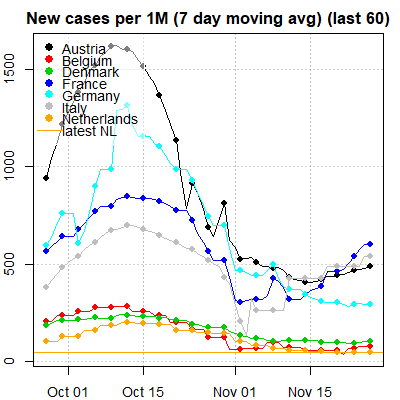 New cases per 1M (7 day moving avg) (last 60)
Austria
Belgium
Denmark
France
Germany
Italy
Netherlands
latest NL
1500
1000
500
0
Oct 01 Oct 15 Nov 01 Nov 15